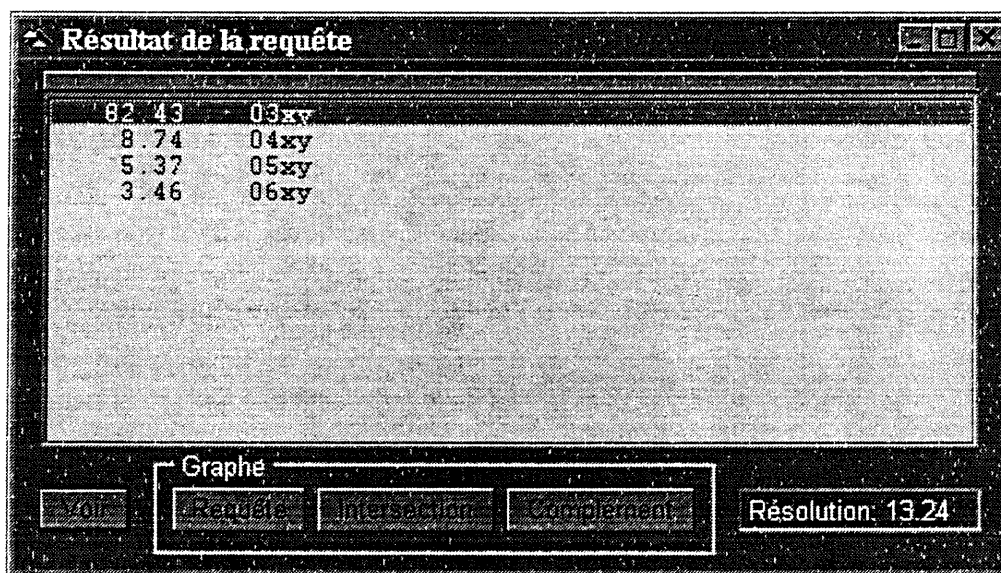 Résultat de la requête
82.43 03xy
8.74 04xy
5.37 05xy
3.46 06xy
Graphe
Voir Requête Intersection Complément Résolution: 13.24